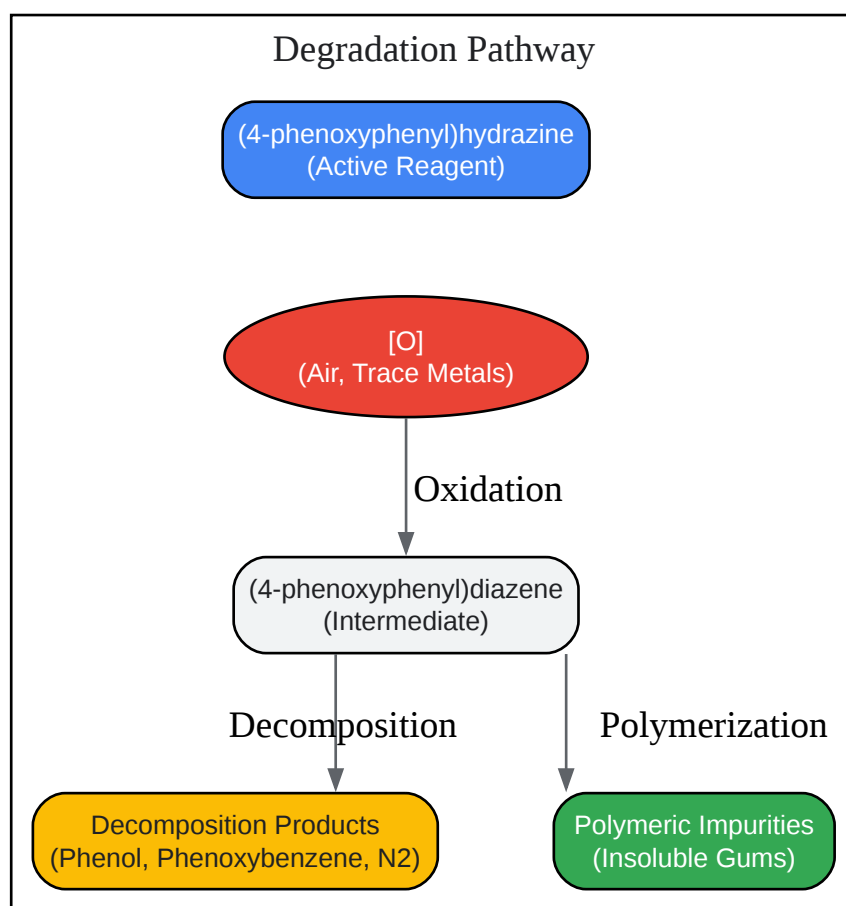 Degradation Pathway
(4-phenoxyphenyl)hydrazine
(Active Reagent)
[O]
(Air, Trace Metals)
Oxidation
(4-phenoxyphenyl)diazene
(Intermediate)
Decomposition
Polymerization
Decomposition Products
(Phenol, Phenoxybenzene, N2)
Polymeric Impurities
(Insoluble Gums)